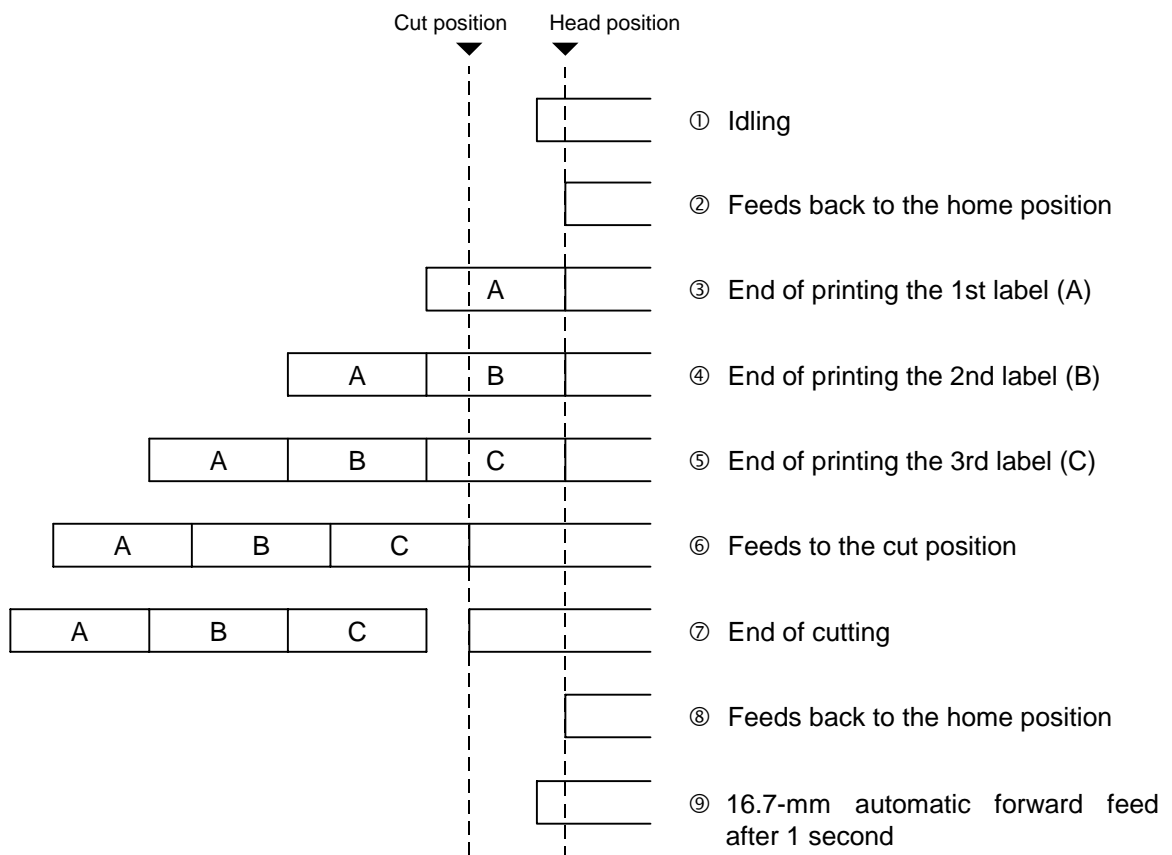 Cut position Head position
① Idling
② Feeds back to the home position
A
③ End of printing the 1st label (A)
A B
④ End of printing the 2nd label (B)
A B C
⑤ End of printing the 3rd label (C)
A B C
⑥ Feeds to the cut position
A B C
⑦ End of cutting
⑧ Feeds back to the home position
⑨ 16.7-mm automatic forward feed
after 1 second